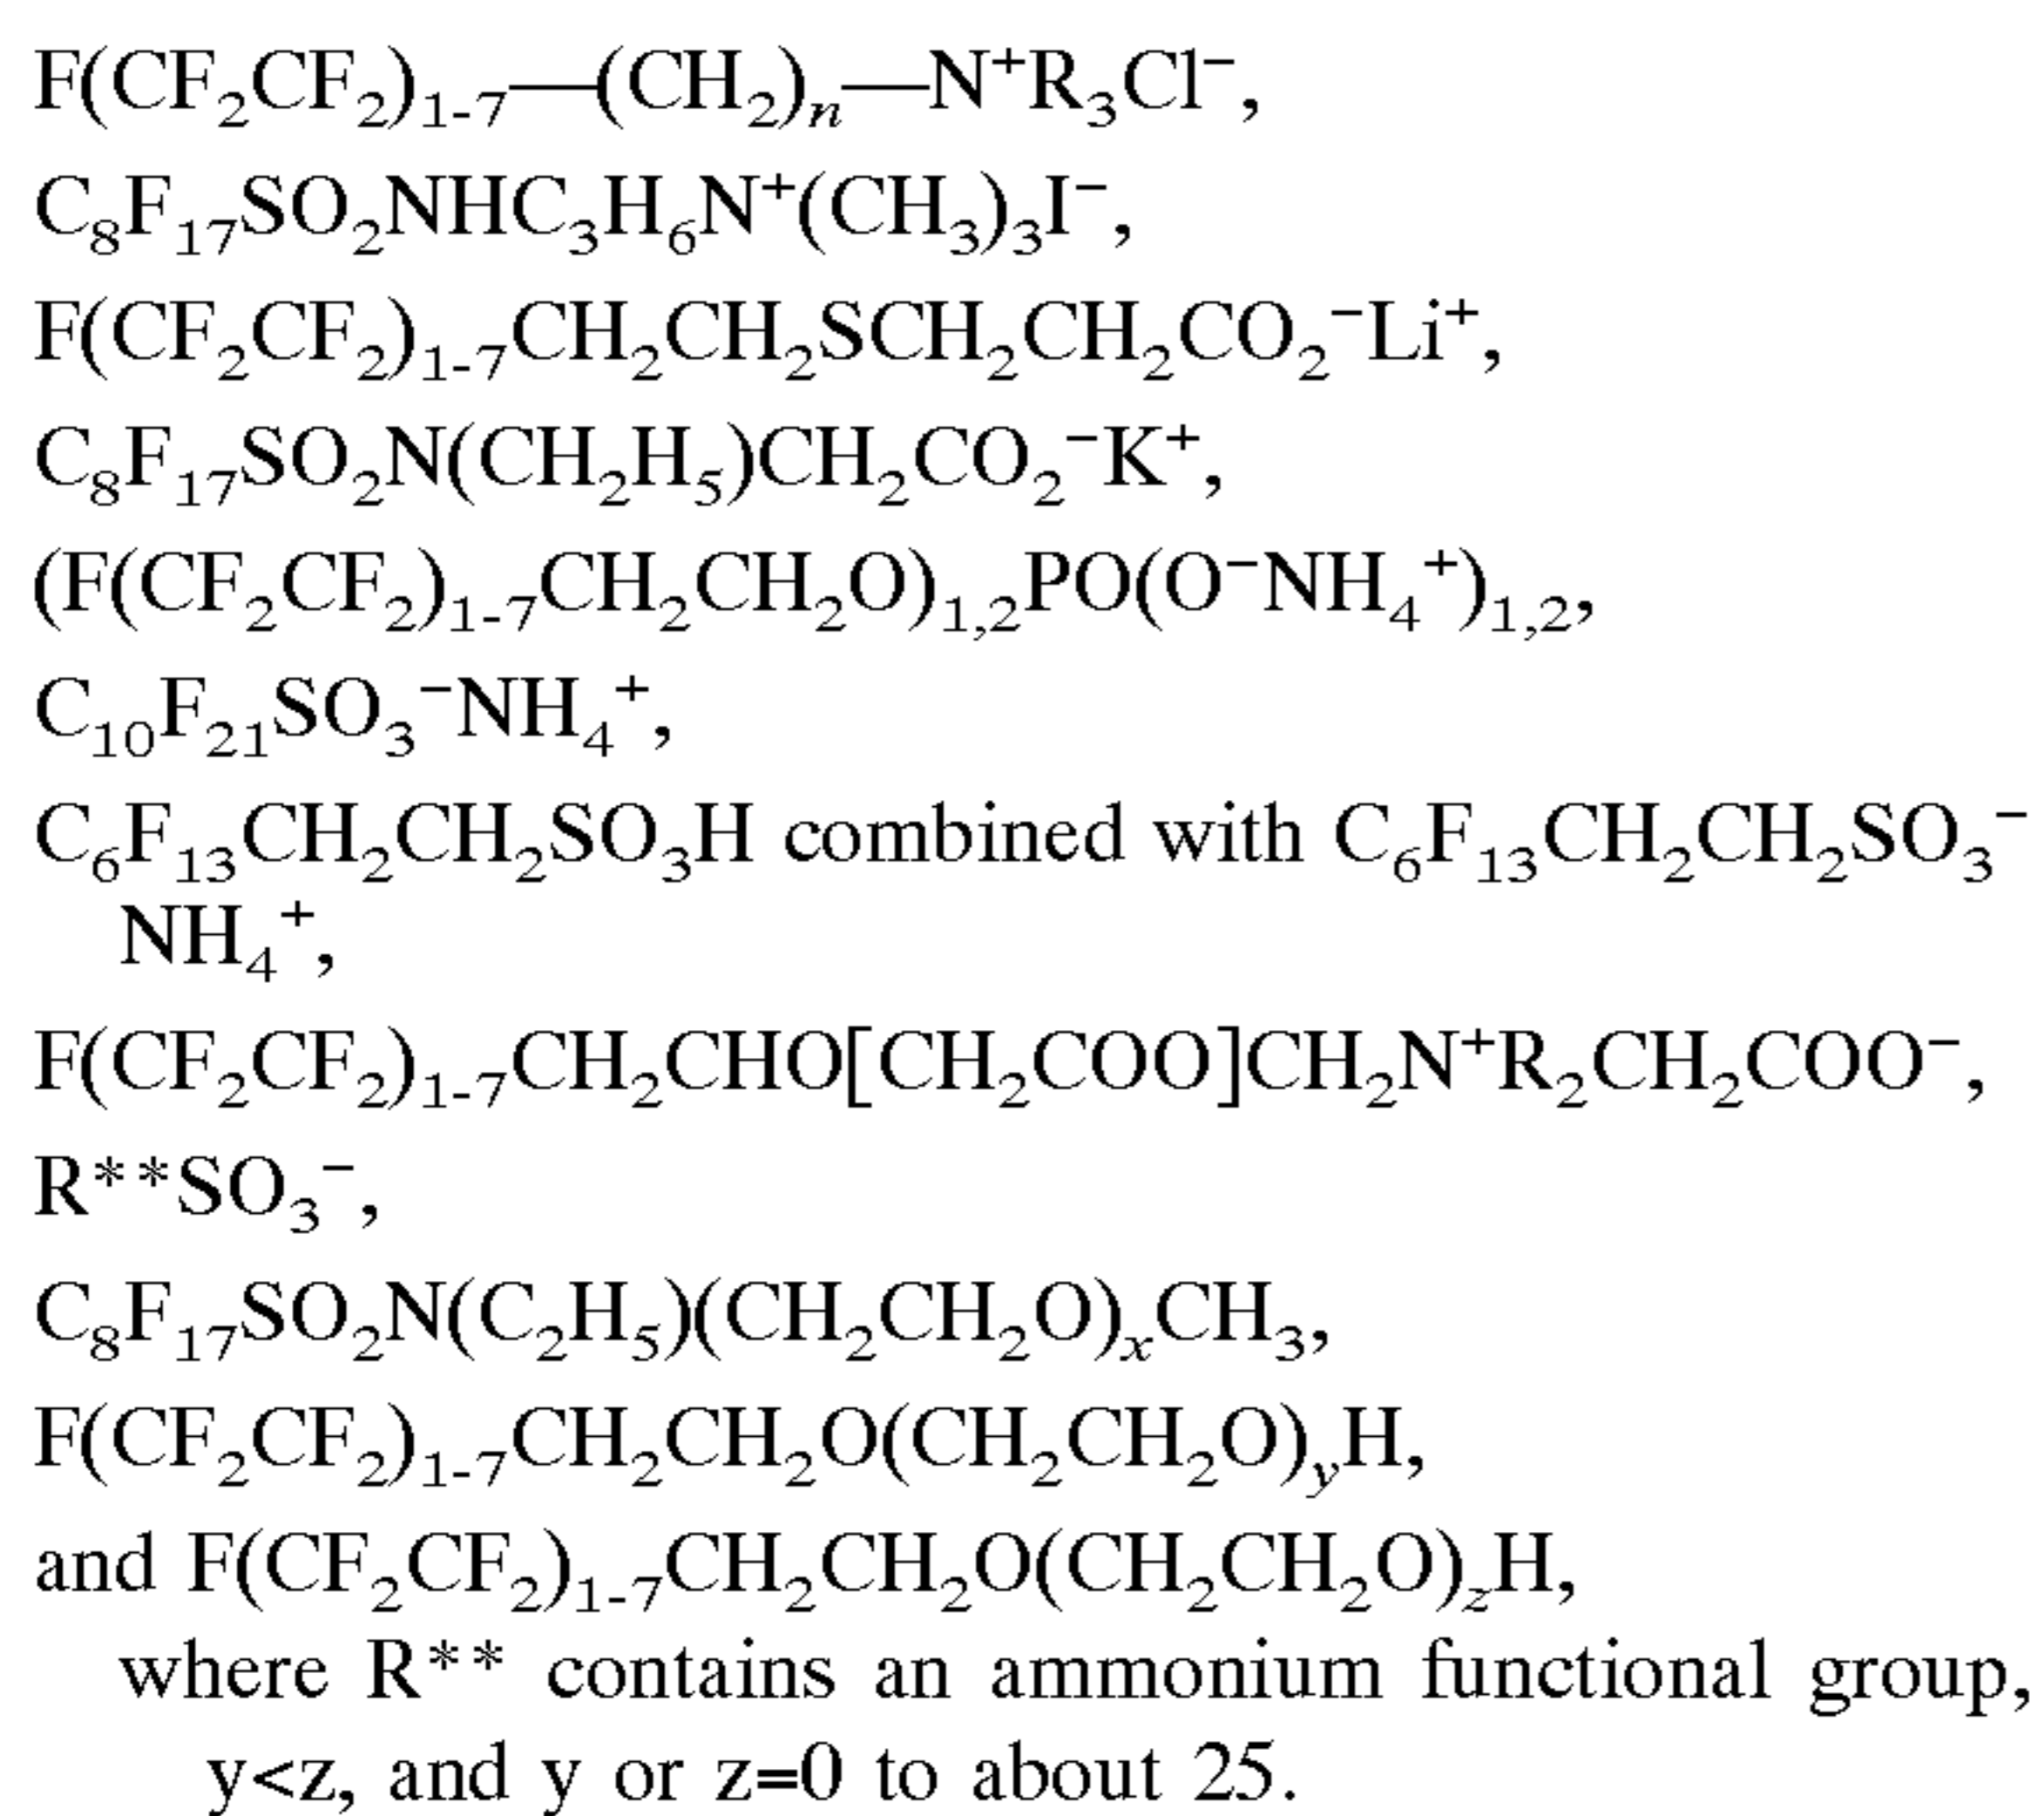 F(CF₂CF₂)₁₋₇—(CH₂)ₙ—N⁺R₃Cl⁻,
C₈F₁₇SO₂NHC₃H₆N⁺(CH₃)₃I⁻,
F(CF₂CF₂)₁₋₇CH₂CH₂SCH₂CH₂CO₂⁻Li⁺,
C₈F₁₇SO₂N(CH₂H₅)CH₂CO₂⁻K⁺,
(F(CF₂CF₂)₁₋₇CH₂CH₂O)₁,₂PO(O⁻NH₄⁺)₁,₂,
C₁₀F₂₁SO₃⁻NH₄⁺,
C₆F₁₃CH₂CH₂SO₃H combined with C₆F₁₃CH₂CH₂SO₃⁻
NH₄⁺,
F(CF₂CF₂)₁₋₇CH₂CHO[CH₂COO]CH₂N⁺R₂CH₂COO⁻,
R**SO₃⁻,
C₈F₁₇SO₂N(C₂H₅)(CH₂CH₂O)ₓCH₃,
F(CF₂CF₂)₁₋₇CH₂CH₂O(CH₂CH₂O)_yH,
and F(CF₂CF₂)₁₋₇CH₂CH₂O(CH₂CH₂O)_zH,
where R** contains an ammonium functional group,
y<z, and y or z=0 to about 25.